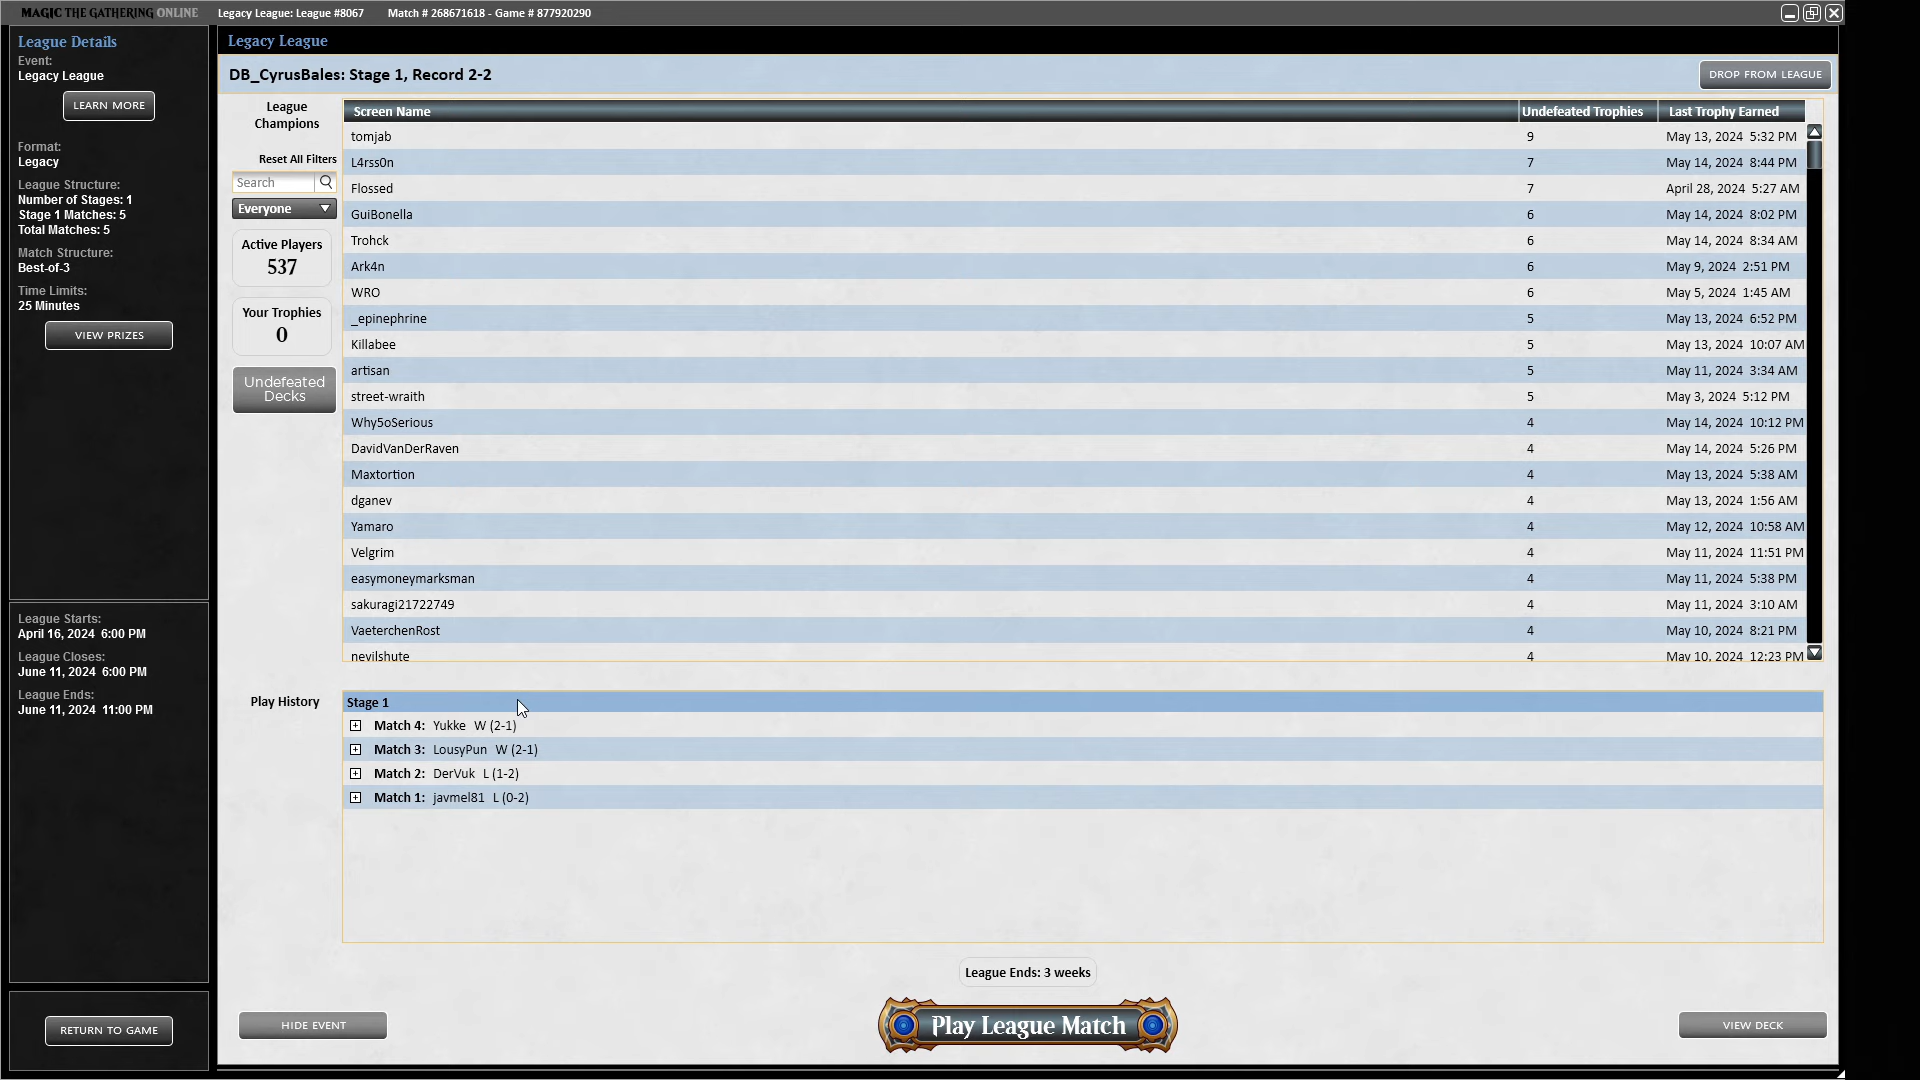 MAGIC THE GATHERING ONLINE
Legacy League: League #8067
Match # 268671618 - Game # 877920290
League Details
Event:
Legacy League
LEARN MORE
Format:
Legacy
League Structure:
Number of Stages: 1
Stage 1 Matches: 5
Total Matches: 5
Match Structure:
Best-of-3
Time Limits:
25 Minutes
VIEW PRIZES
League Starts:
April 16, 2024 6:00 PM
League Closes:
June 11, 2024 6:00 PM
League Ends:
June 11, 2024 11:00 PM
RETURN TO GAME
Legacy League
DB_CyrusBales: Stage 1, Record 2-2
DROP FROM LEAGUE
League
Champions
Reset All Filters
Search
Everyone
Active Players
537
Your Trophies
0
Undefeated
Decks
Screen Name Undefeated Trophies Last Trophy Earned
tomjab 9 May 13, 2024 5:32 PM
L4rss0n 7 May 14, 2024 8:44 PM
Flossed 7 April 28, 2024 5:27 AM
GuiBonella 6 May 14, 2024 8:02 PM
Trohck 6 May 14, 2024 8:34 AM
Ark4n 6 May 9, 2024 2:51 PM
WRO 6 May 5, 2024 1:45 AM
_epinephrine 5 May 13, 2024 6:52 PM
Killabee 5 May 13, 2024 10:07 AM
artisan 5 May 11, 2024 3:34 AM
street-wraith 5 May 3, 2024 5:12 PM
Why5oSerious 4 May 14, 2024 10:12 PM
DavidVanDerRaven 4 May 14, 2024 5:26 PM
Maxtortion 4 May 13, 2024 5:38 AM
dganev 4 May 13, 2024 1:56 AM
Yamaro 4 May 12, 2024 10:58 AM
Velgrim 4 May 11, 2024 11:51 PM
easymoneymarksman 4 May 11, 2024 5:38 PM
sakuragi21722749 4 May 11, 2024 3:10 AM
VaeterchenRost 4 May 10, 2024 8:21 PM
nevilshute 4 May 10, 2024 12:23 PM
Play History
Stage 1
Match 4: Yukke W (2-1)
Match 3: LousyPun W (2-1)
Match 2: DerVuk L (1-2)
Match 1: javmel81 L (0-2)
League Ends: 3 weeks
HIDE EVENT
Play League Match
VIEW DECK